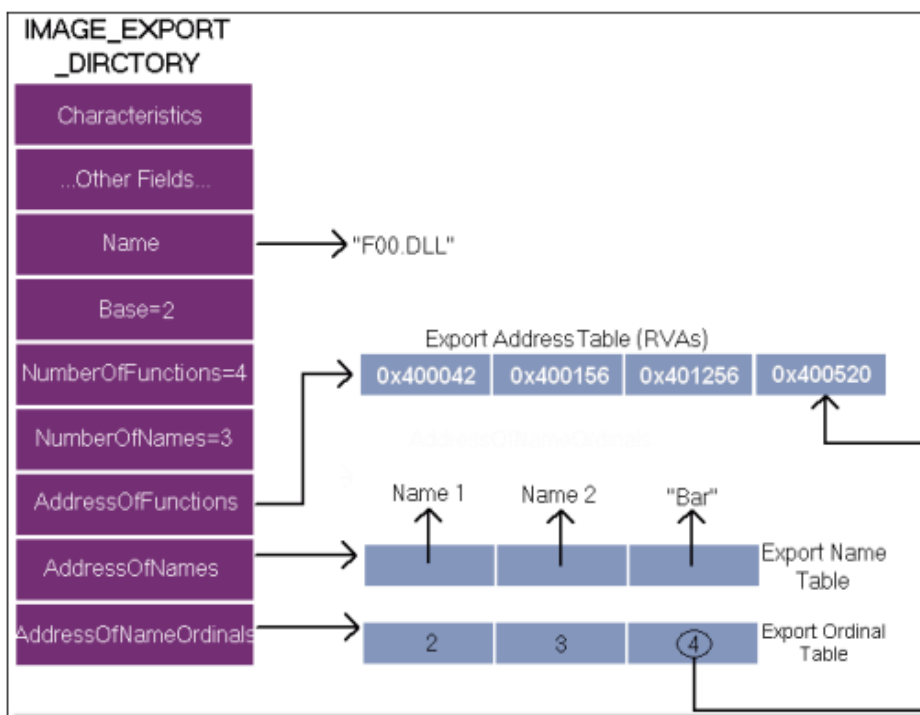 IMAGE_EXPORT
_DIRCTORY
Characteristics
...Other Fields...
Name
"F00.DLL"
Base=2
NumberOfFunctions=4
NumberOfNames=3
AddressOfFunctions
AddressOfNames
AddressOfNameOrdinals
Export Address Table (RVAs)
0x400042 0x400156 0x401256 0x400520
Name 1 Name 2 "Bar"
Export Name
Table
2 3 4
Export Ordinal
Table